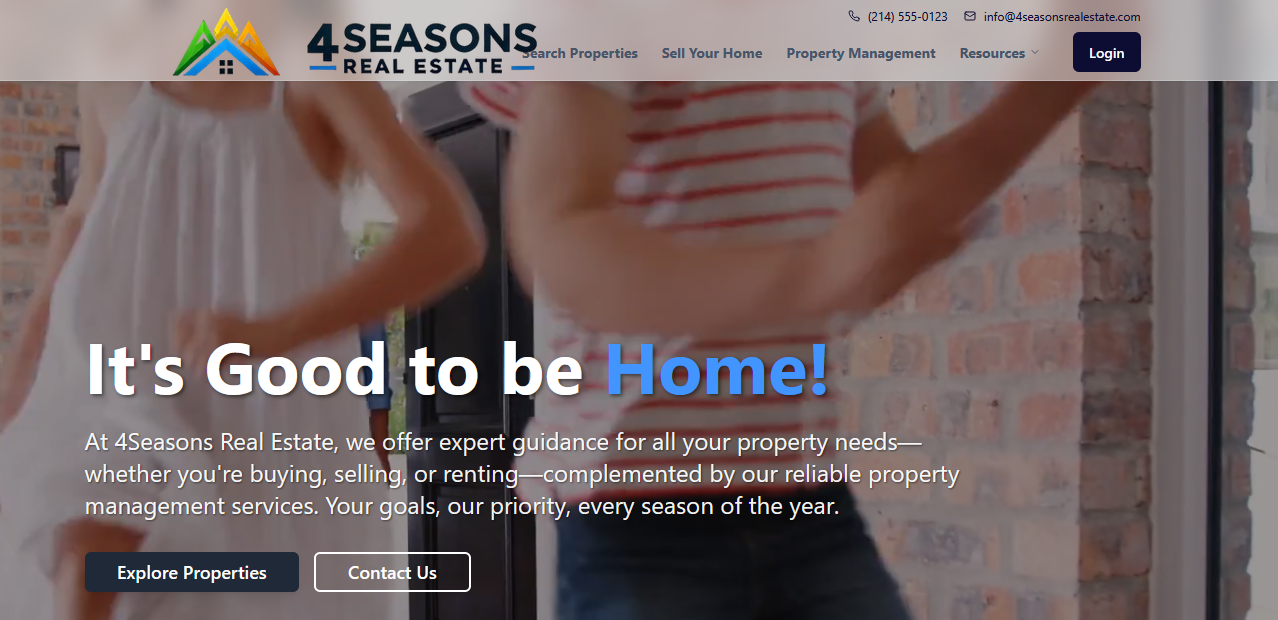 (214) 555-0123 info@4seasonsrealestate.com
4 SEASONS
REAL ESTATE
Search Properties Sell Your Home Property Management Resources Login
It's Good to be Home!
At 4Seasons Real Estate, we offer expert guidance for all your property needs—
whether you're buying, selling, or renting—complemented by our reliable property
management services. Your goals, our priority, every season of the year.
Explore Properties Contact Us